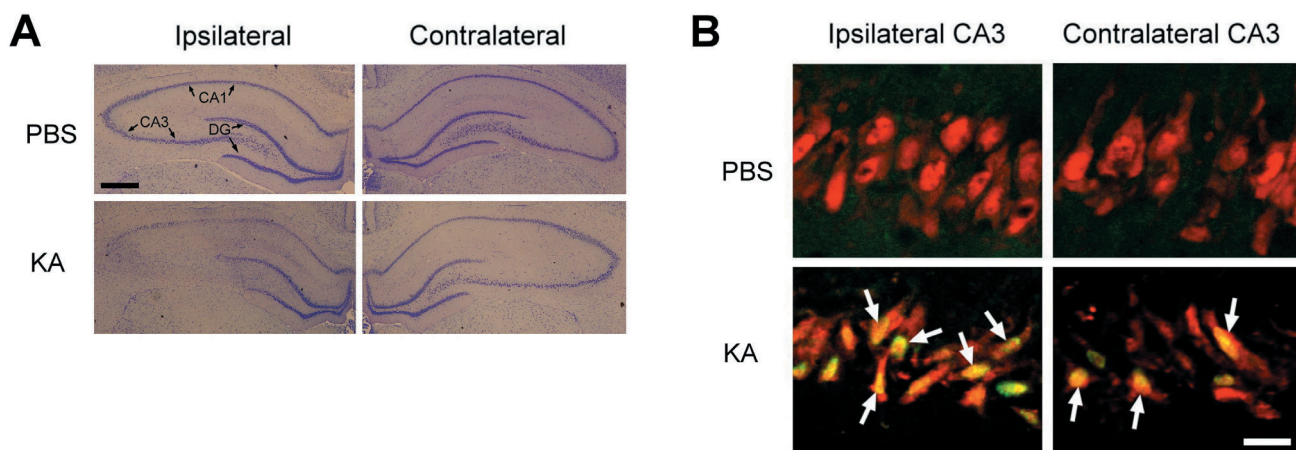 A
Ipsilateral
Contralateral
PBS
CA1
CA3
DG
KA
B
Ipsilateral CA3
Contralateral CA3
PBS
KA